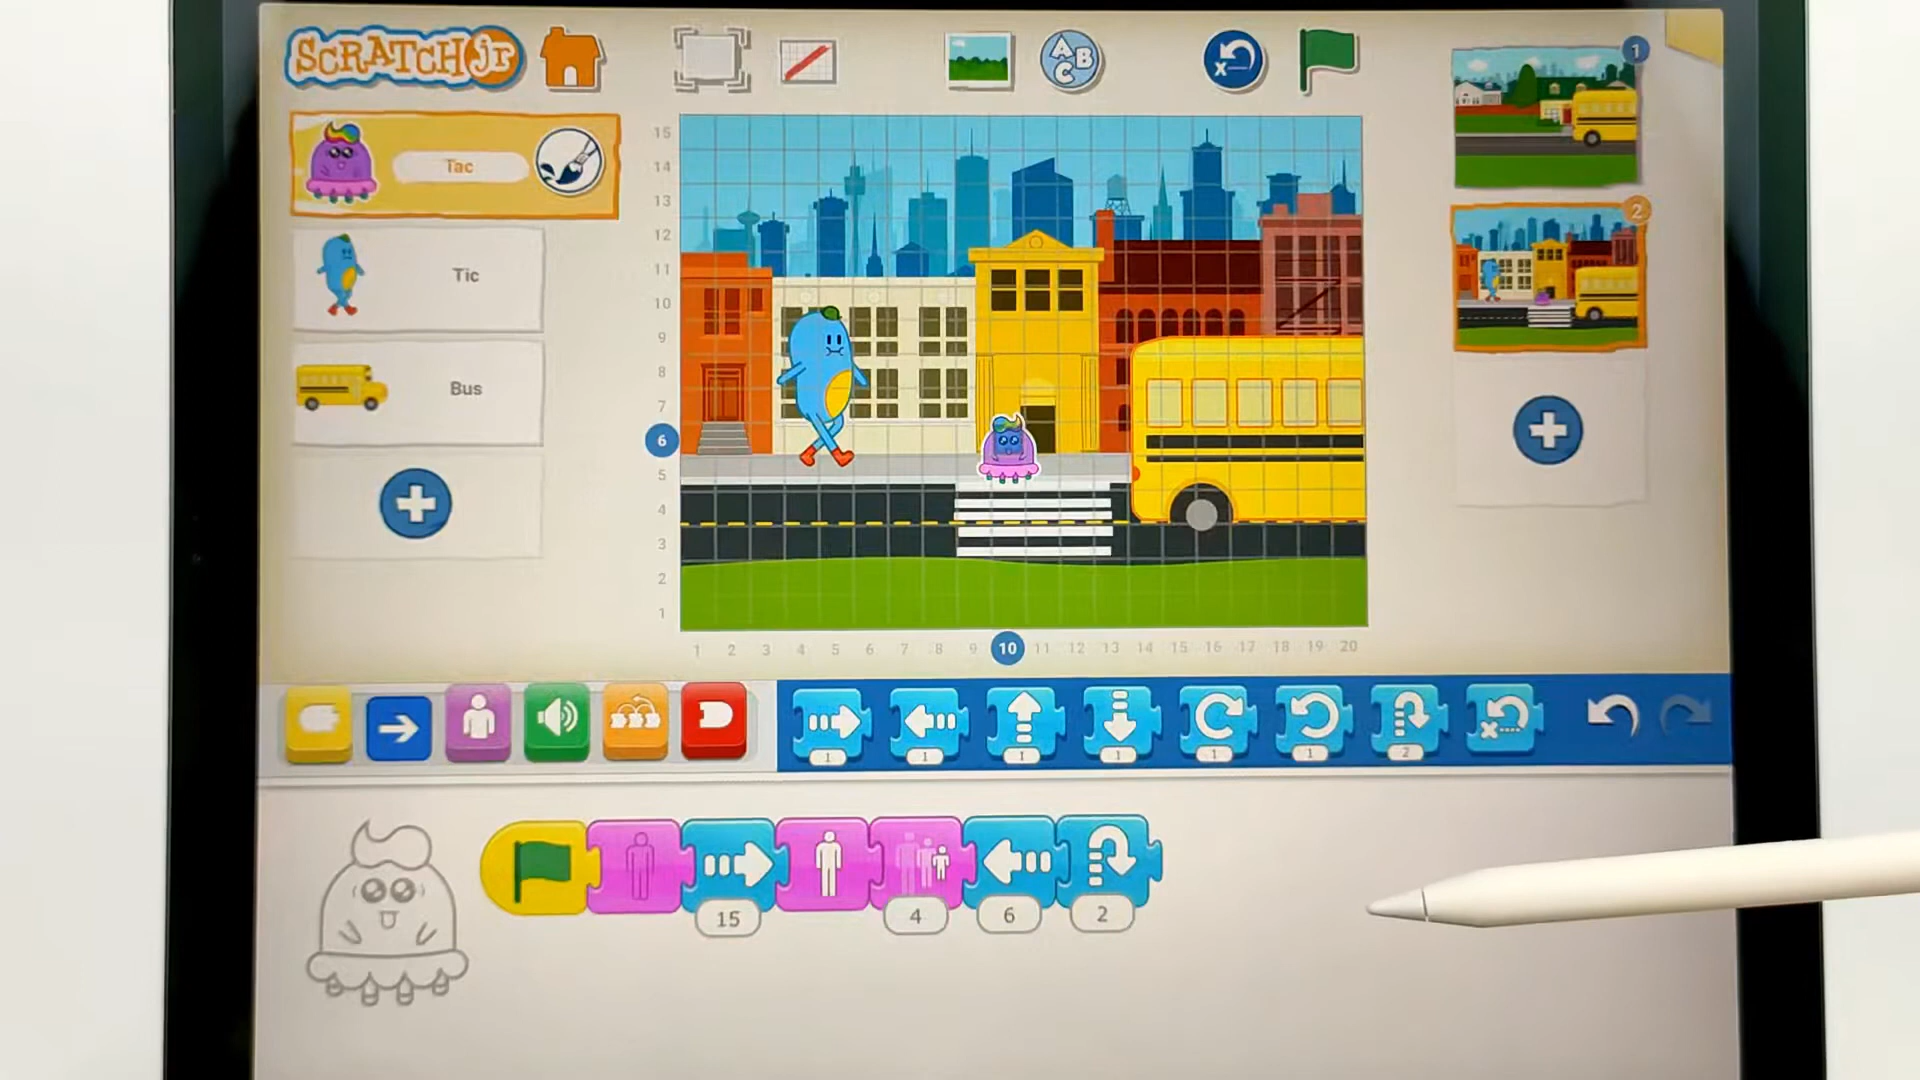 SCRATCH jr
A B C
x
1
Tac
2
Tic
Bus
15
14
13
12
11
10
9
8
7
6
5
4
3
2
1
1 2 3 4 5 6 7 8 9 10 11 12 13 14 15 16 17 18 19 20
1 1 1 1 1 1 2 x
15 4 6 2